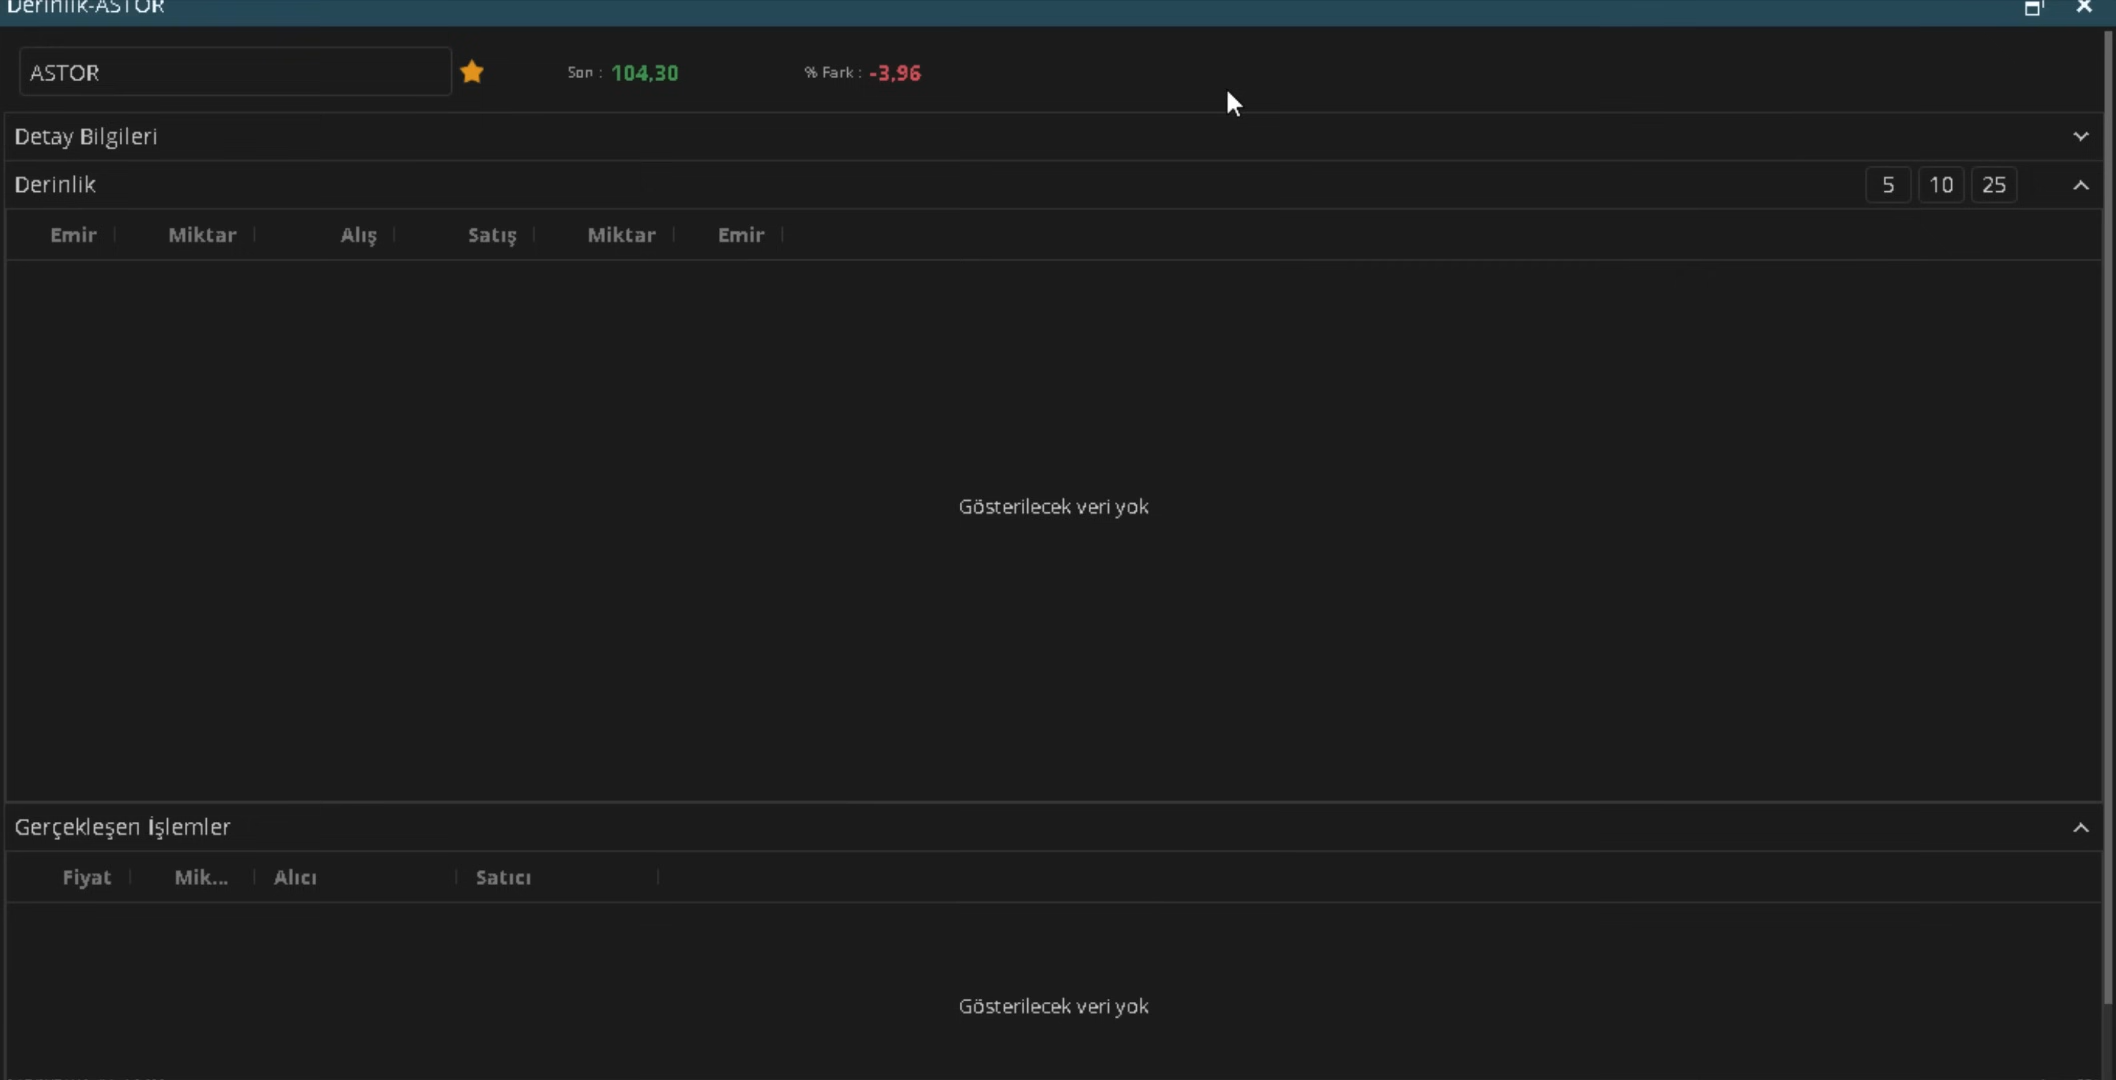 Derinlik-ASTOR
ASTOR
Son : 104,30
% Fark : -3,96
Detay Bilgileri
Derinlik
5 10 25
Emir Miktar Alış Satış Miktar Emir
Gösterilecek veri yok
Gerçekleşen İşlemler
Fiyat Mik... Alıcı Satıcı
Gösterilecek veri yok